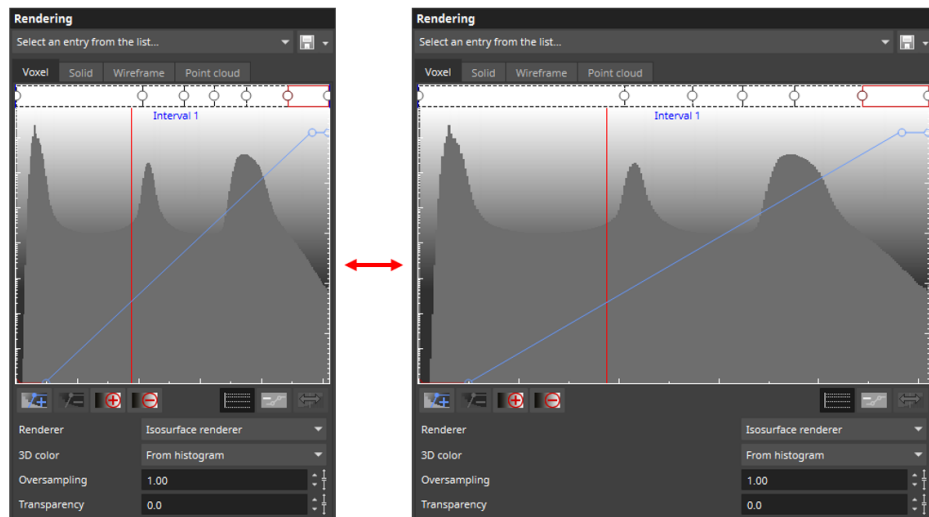 Rendering
Select an entry from the list...
Voxel Solid Wireframe Point cloud
Interval 1
Renderer Isosurface renderer
3D color From histogram
Oversampling 1.00
Transparency 0.0
Rendering
Select an entry from the list...
Voxel Solid Wireframe Point cloud
Interval 1
Renderer Isosurface renderer
3D color From histogram
Oversampling 1.00
Transparency 0.0